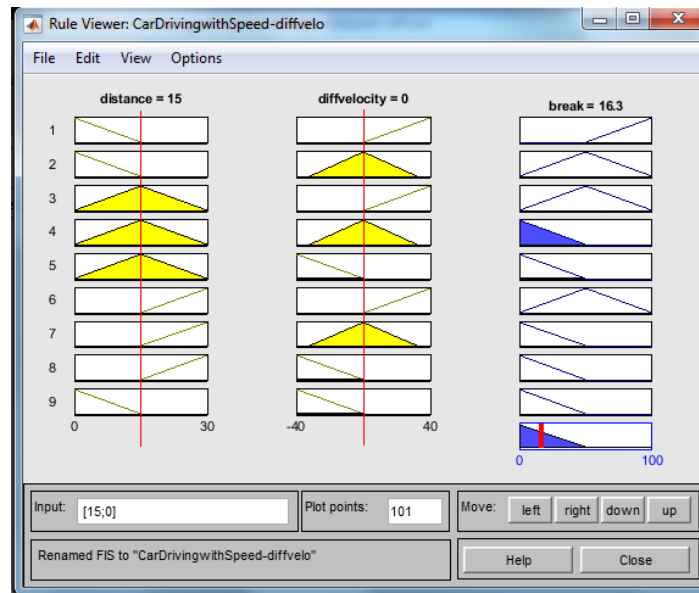 Rule Viewer: CarDrivingwithSpeed-diffvelo
File Edit View Options
distance = 15 diffvelocity = 0 break = 16.3
1
2
3
4
5
6
7
8
9
0 30 -40 40
0 100
Input: [15;0] Plot points: 101 Move: left right down up
Renamed FIS to "CarDrivingwithSpeed-diffvelo" Help Close